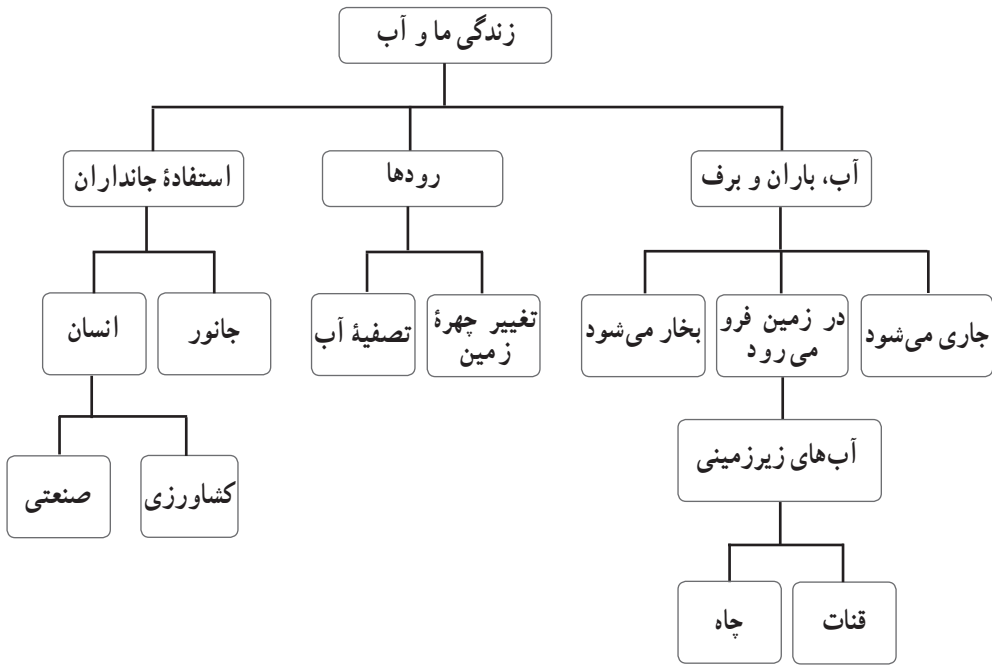 زندگی ما و آب
آب، باران و برف
رودها
استفادهٔ جانداران
جاری می‌شود
در زمین فرو
می‌رود
بخار می‌شود
تغییر چهرهٔ
زمین
تصفیهٔ آب
جانور
انسان
آب‌های زیرزمینی
کشاورزی
صنعتی
قنات
چاه